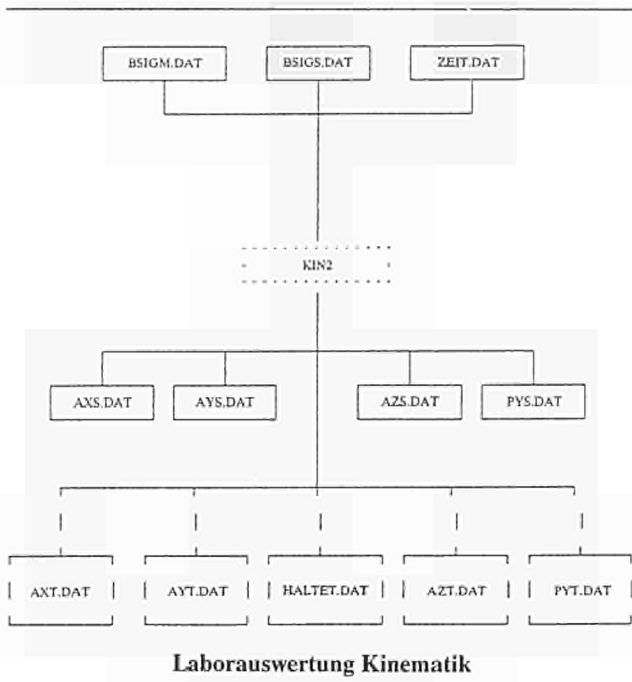 BSIGM.DAT BSIGS.DAT ZEIT.DAT
KIN2
AXS.DAT AYS.DAT AZS.DAT PYS.DAT
AXT.DAT AYT.DAT HALTET.DAT AZT.DAT PYT.DAT
Laborauswertung Kinematik